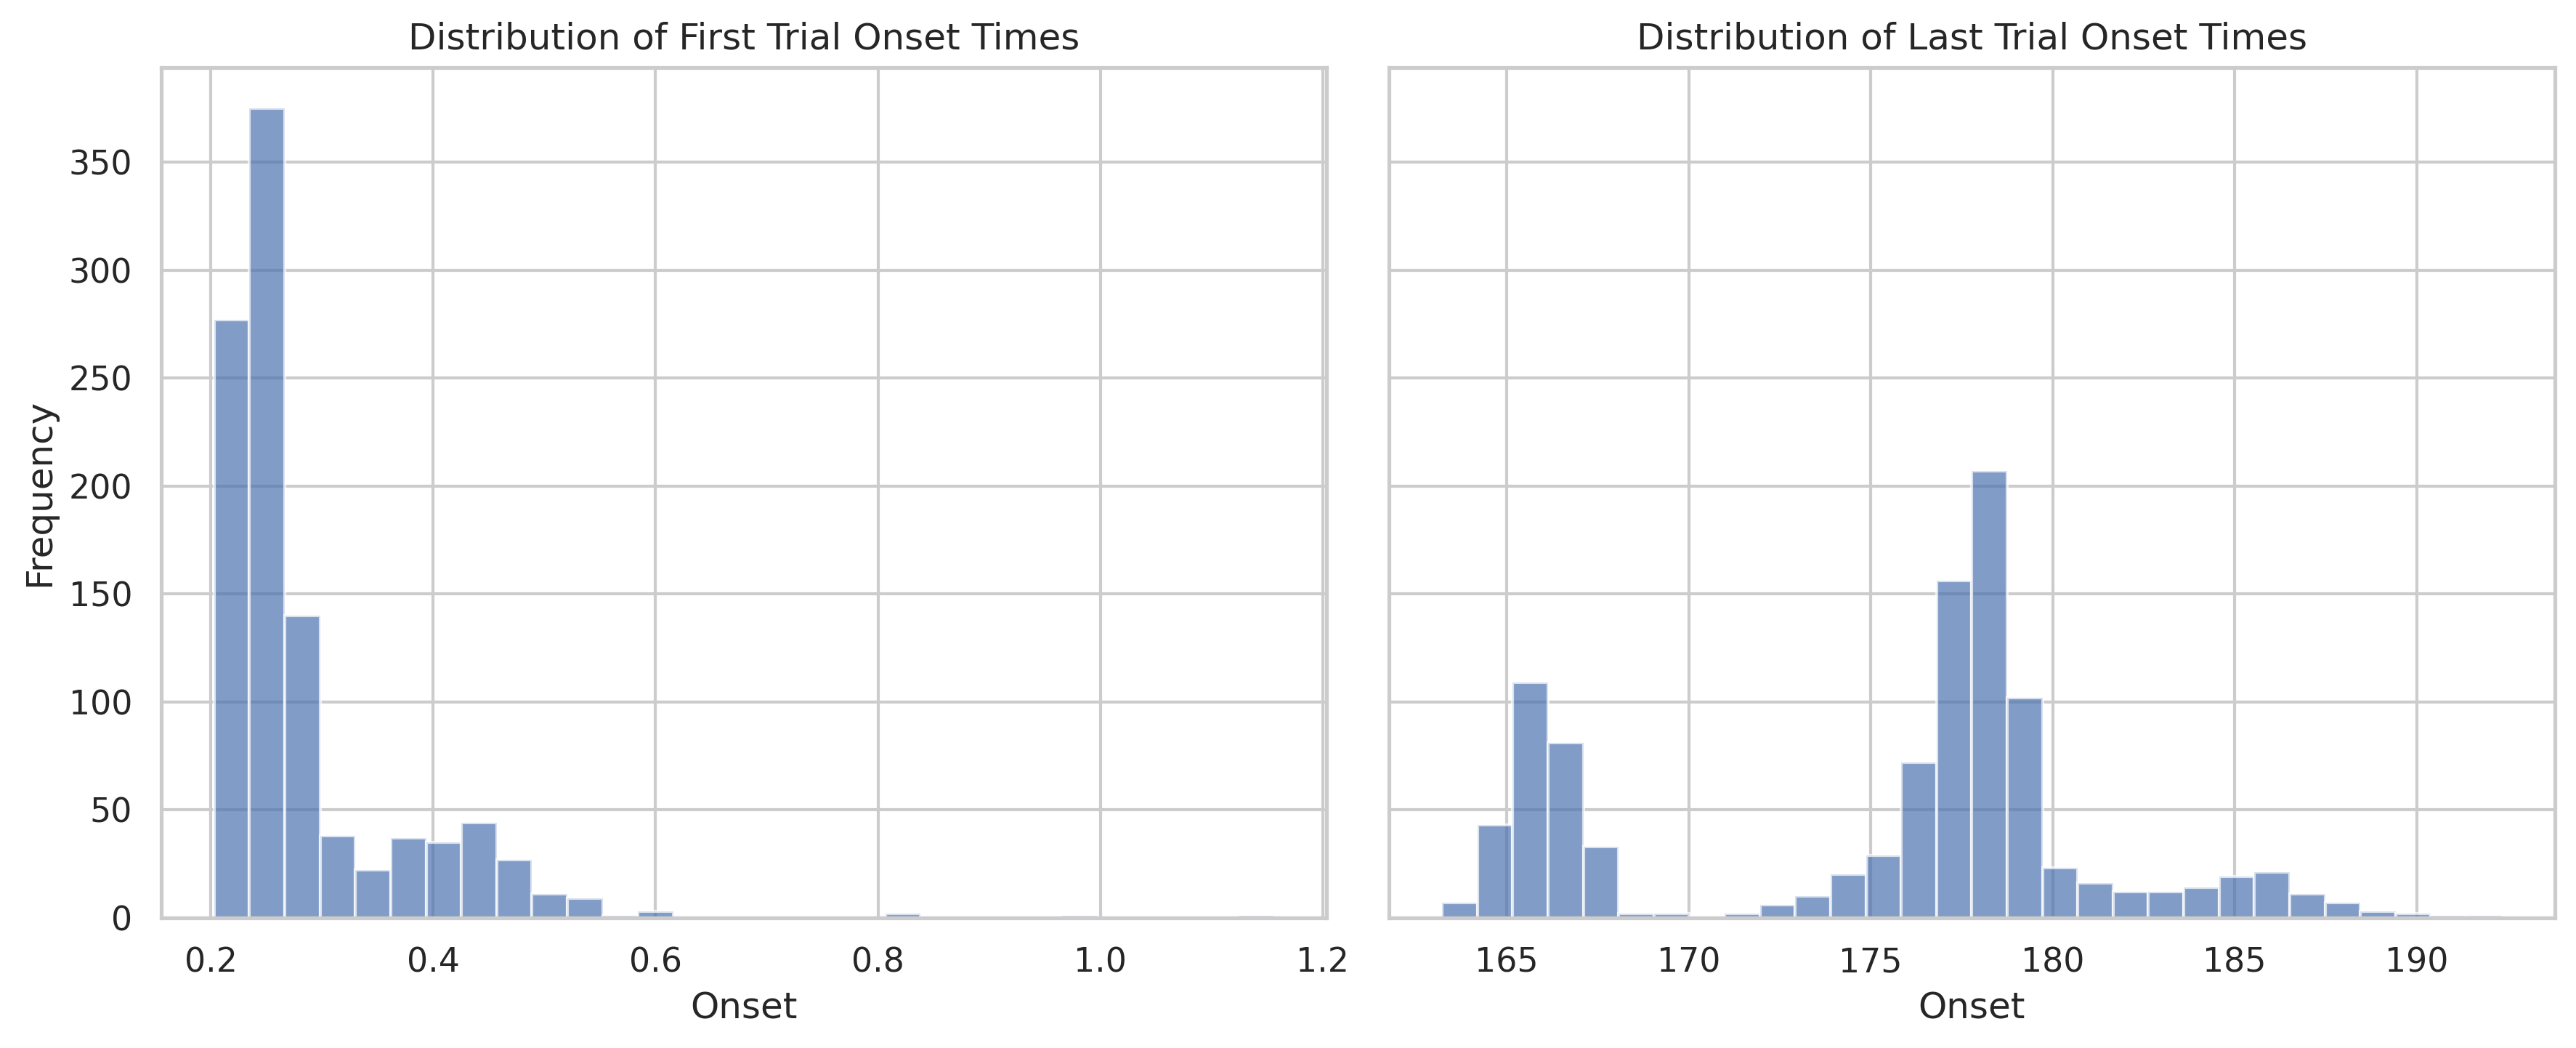 Distribution of First Trial Onset Times
Distribution of Last Trial Onset Times
Frequency
350
300
250
200
150
100
50
0
0.2 0.4 0.6 0.8 1.0 1.2
165 170 175 180 185 190
Onset
Onset